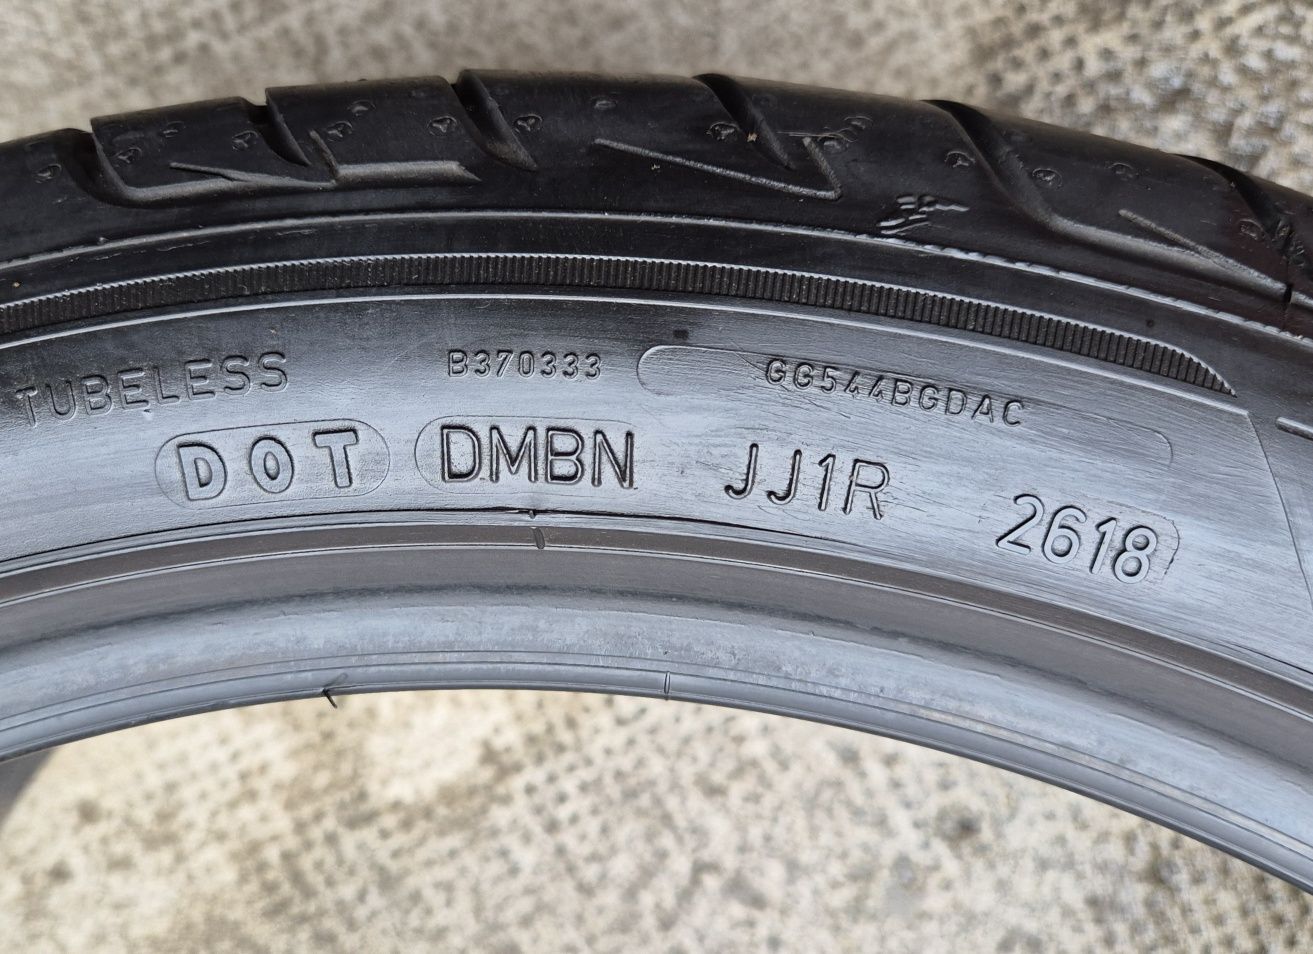 TUBELESS B370333 GG544BGDAC
DOT DMBN JJ1R 2618